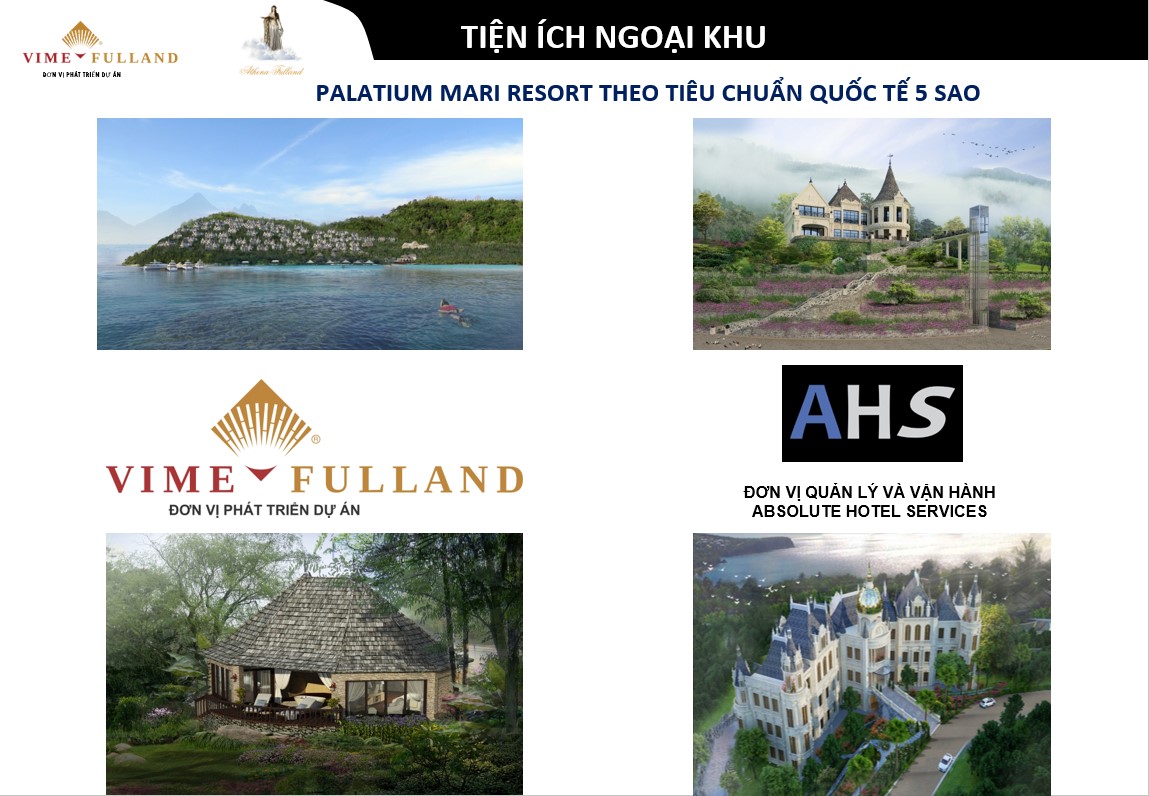 VIME FULLAND
ĐƠN VỊ PHÁT TRIỂN DỰ ÁN
Athena Fulland
TIỆN ÍCH NGOẠI KHU
PALATIUM MARI RESORT THEO TIÊU CHUẨN QUỐC TẾ 5 SAO
VIME FULLAND ®
ĐƠN VỊ PHÁT TRIỂN DỰ ÁN
AHS
ĐƠN VỊ QUẢN LÝ VÀ VẬN HÀNH
ABSOLUTE HOTEL SERVICES